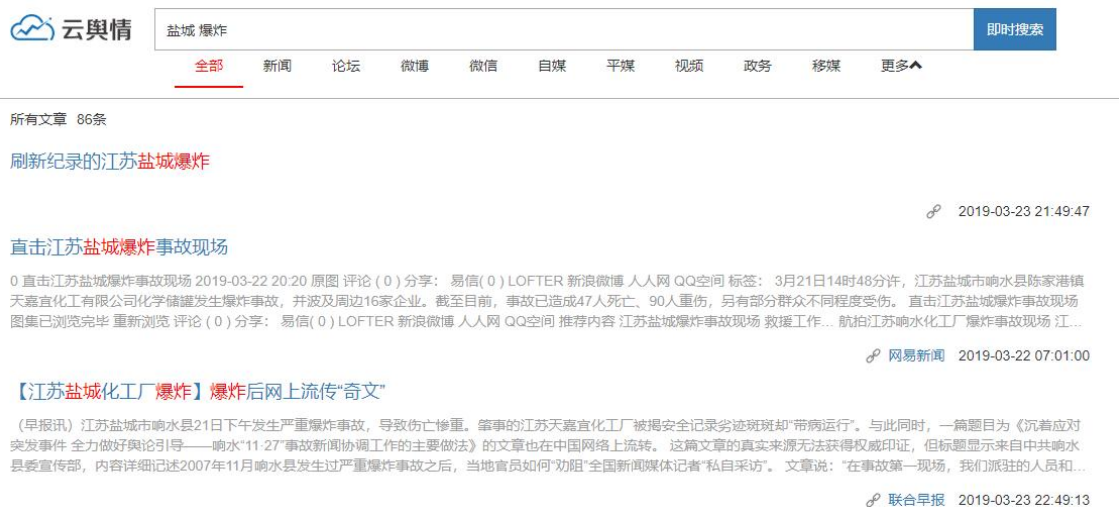 云舆情
盐城 爆炸
即时搜索
全部 新闻 论坛 微博 微信 自媒 平媒 视频 政务 移媒 更多
所有文章 86条
刷新纪录的江苏盐城爆炸
2019-03-23 21:49:47
直击江苏盐城爆炸事故现场
0 直击江苏盐城爆炸事故现场 2019-03-22 20:20 原图 评论 ( 0 ) 分享： 易信( 0 ) LOFTER 新浪微博 人人网 QQ空间 标签： 3月21日14时48分许，江苏盐城市响水县陈家港镇
天嘉宜化工有限公司化学储罐发生爆炸事故，并波及周边16家企业。截至目前，事故已造成47人死亡、90人重伤，另有部分群众不同程度受伤。 直击江苏盐城爆炸事故现场
图集已浏览完毕 重新浏览 评论 ( 0 ) 分享： 易信( 0 ) LOFTER 新浪微博 人人网 QQ空间 推荐内容 江苏盐城爆炸事故现场 救援工作... 航拍江苏响水化工厂爆炸事故现场 江...
网易新闻 2019-03-22 07:01:00
【江苏盐城化工厂爆炸】爆炸后网上流传“奇文”
（早报讯）江苏盐城市响水县21日下午发生严重爆炸事故，导致伤亡惨重。肇事的江苏天嘉宜化工厂被揭安全记录劣迹斑斑却“带病运行”。与此同时，一篇题目为《沉着应对
突发事件 全力做好舆论引导——响水“11·27”事故新闻协调工作的主要做法》的文章也在中国网络上流转。 这篇文章的真实来源无法获得权威印证，但标题显示来自中共响水
县委宣传部，内容详细记述2007年11月响水县发生过严重爆炸事故之后，当地官员如何“劝阻”全国新闻媒体记者“私自采访”。 文章说：“在事故第一现场，我们派驻的人员和...
联合早报 2019-03-23 22:49:13